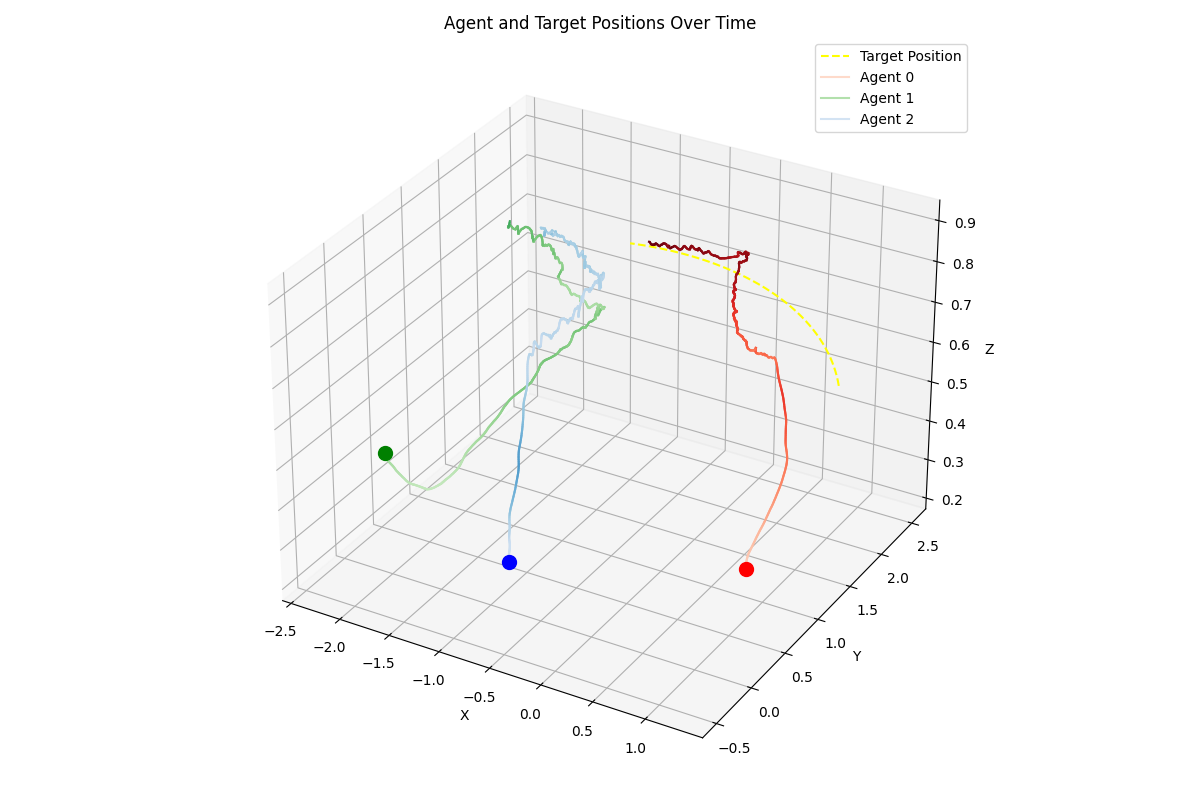 Agent and Target Positions Over Time
Target Position
Agent 0
Agent 1
Agent 2
0.9
0.8
0.7
0.6
Z
0.5
0.4
0.3
0.2
2.5
2.0
1.5
1.0
Y
0.5
0.0
−0.5
−2.5
−2.0
−1.5
−1.0
−0.5
X
0.0
0.5
1.0